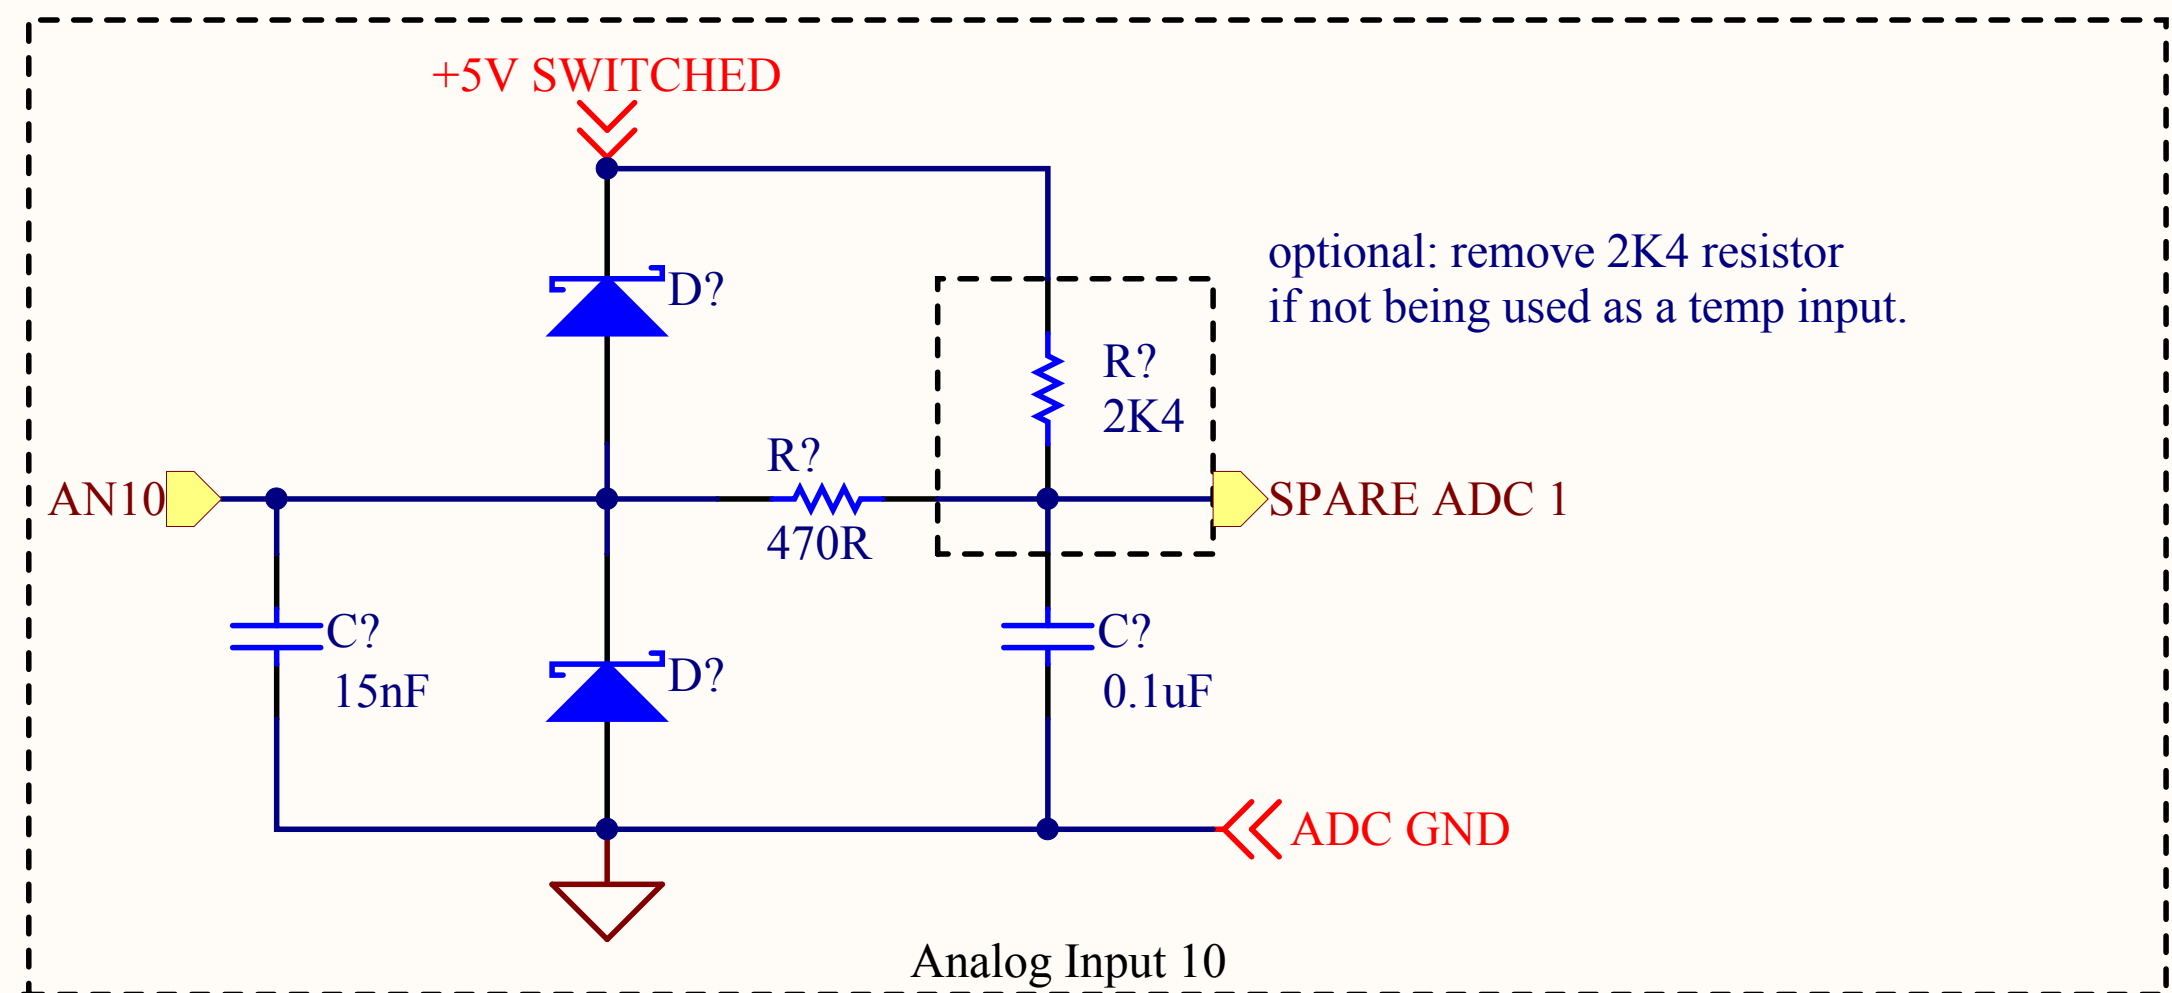 +5V SWITCHED
D?
optional: remove 2K4 resistor
if not being used as a temp input.
R?
2K4
R?
470R
AN10
SPARE ADC 1
C?
15nF
D?
C?
0.1uF
ADC GND
Analog Input 10